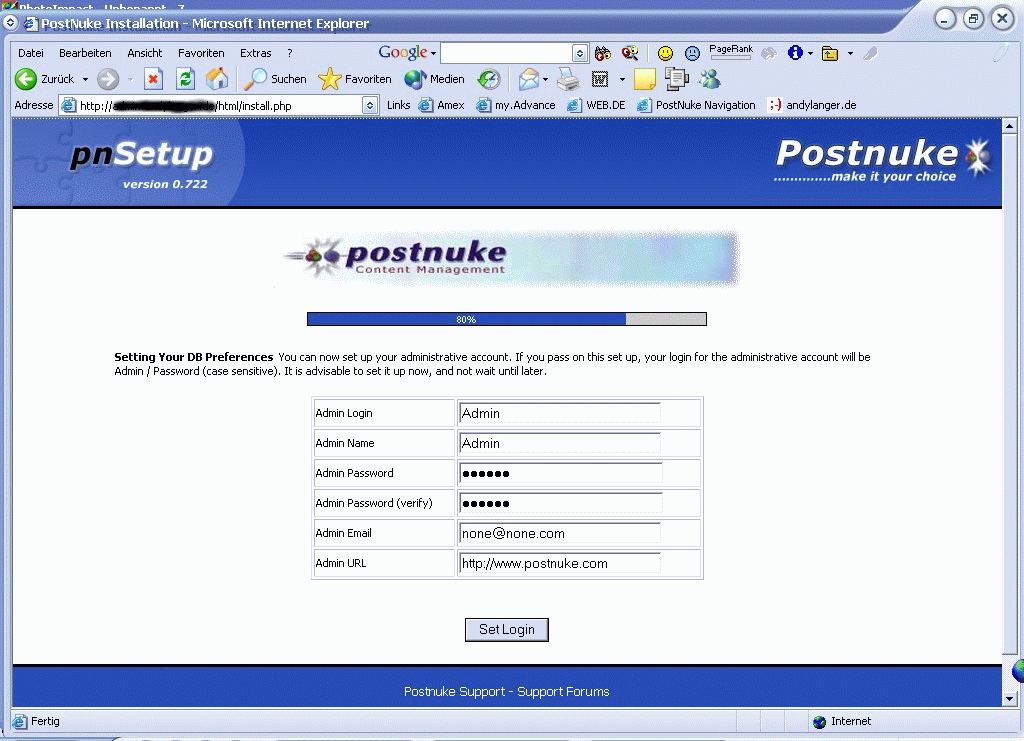 PhotoImpact - Unbenannt - 7
PostNuke Installation - Microsoft Internet Explorer
Datei Bearbeiten Ansicht Favoriten Extras ? Google PageRank
Zurück Suchen Favoriten Medien
Adresse http:// /html/install.php Links Amex my.Advance WEB.DE PostNuke Navigation ;-) andylanger.de
pnSetup
version 0.722
Postnuke
..............make it your choice
postnuke
Content Management
80%
Setting Your DB Preferences You can now set up your administrative account. If you pass on this set up, your login for the administrative account will be
Admin / Password (case sensitive). It is advisable to set it up now, and not wait until later.
Admin Login Admin
Admin Name Admin
Admin Password ●●●●●●
Admin Password (verify) ●●●●●●
Admin Email none@none.com
Admin URL http://www.postnuke.com
Set Login
Postnuke Support - Support Forums
Fertig Internet